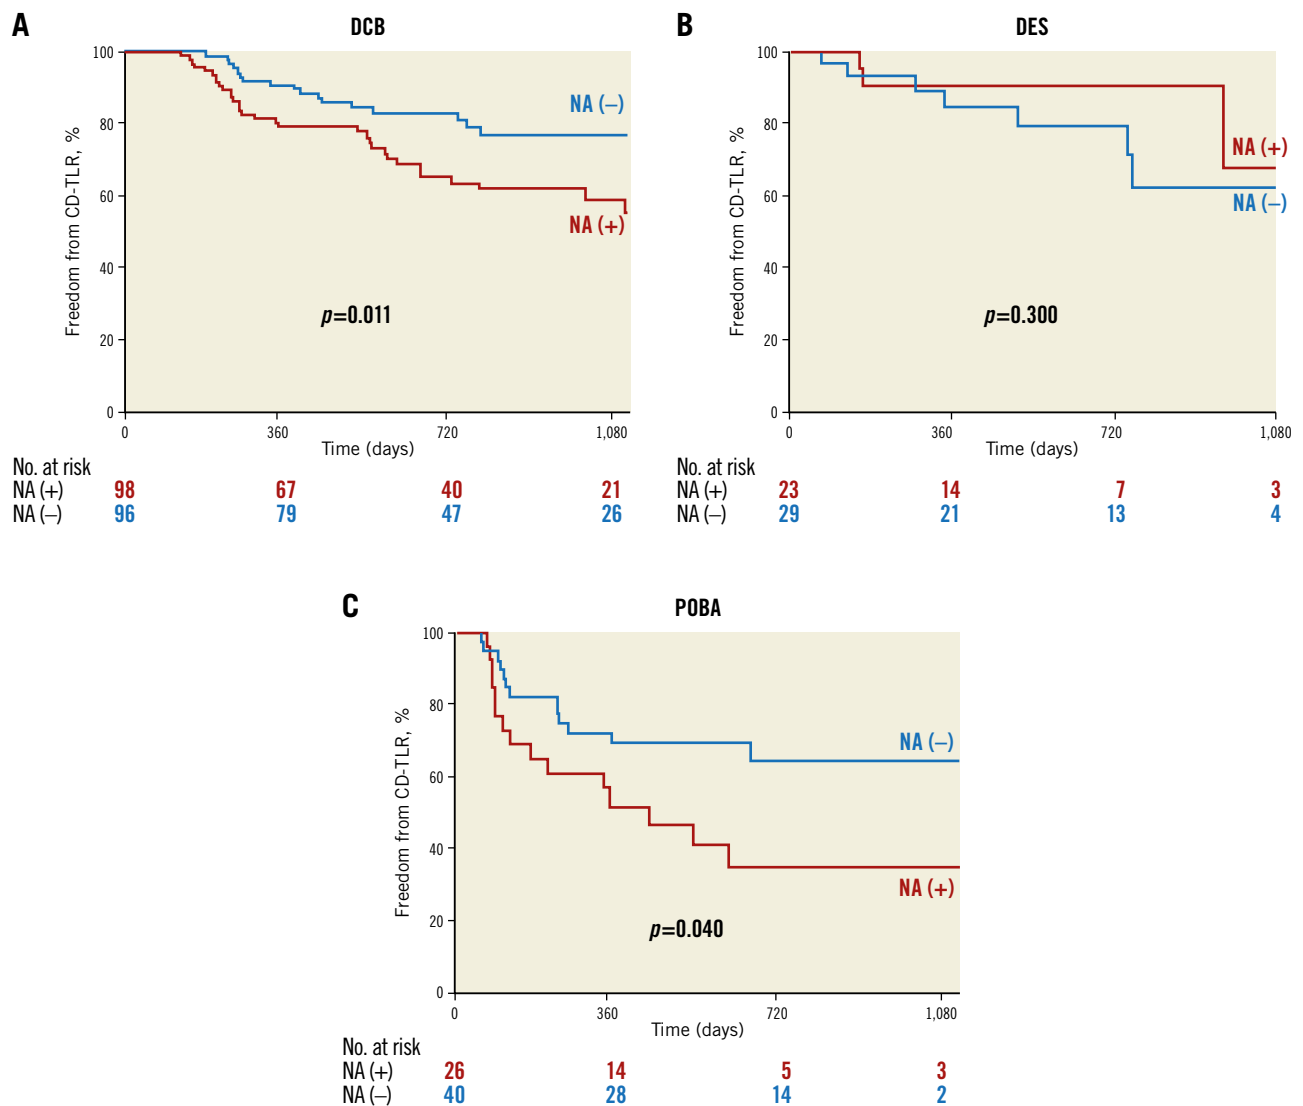 A
DCB
100
80
60
40
20
0
Freedom from CD-TLR, %
NA (–)
NA (+)
p=0.011
0 360 720 1,080
Time (days)
No. at risk
NA (+) 98 67 40 21
NA (–) 96 79 47 26
B
DES
100
80
60
40
20
0
Freedom from CD-TLR, %
NA (+)
NA (–)
p=0.300
0 360 720 1,080
Time (days)
No. at risk
NA (+) 23 14 7 3
NA (–) 29 21 13 4
C
POBA
100
80
60
40
20
0
Freedom from CD-TLR, %
NA (–)
NA (+)
p=0.040
0 360 720 1,080
Time (days)
No. at risk
NA (+) 26 14 5 3
NA (–) 40 28 14 2